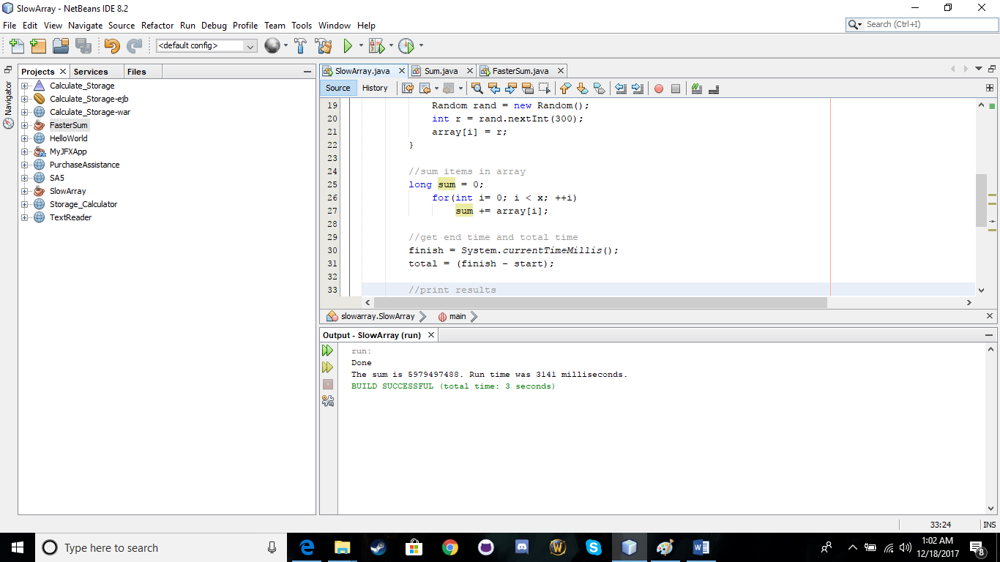 SlowArray - NetBeans IDE 8.2
File Edit View Navigate Source Refactor Run Debug Profile Team Tools Window Help
Search (Ctrl+I)
<default config>
Projects Services Files
Navigator
Calculate_Storage
Calculate_Storage-ejb
Calculate_Storage-war
FasterSum
HelloWorld
MyJFXApp
PurchaseAssistance
SA5
SlowArray
Storage_Calculator
TextReader
SlowArray.java Sum.java FasterSum.java
Source History
19 Random rand = new Random();
20 int r = rand.nextInt(300);
21 array[i] = r;
22 }
23
24 //sum items in array
25 long sum = 0;
26 for(int i= 0; i < x; ++i)
27 sum += array[i];
28
29 //get end time and total time
30 finish = System.currentTimeMillis();
31 total = (finish - start);
32
33 //print results
slowarray.SlowArray main
Output - SlowArray (run)
run:
Done
The sum is 5979497488. Run time was 3141 milliseconds.
BUILD SUCCESSFUL (total time: 3 seconds)
33:24 INS
Type here to search
1:02 AM
12/18/2017
8